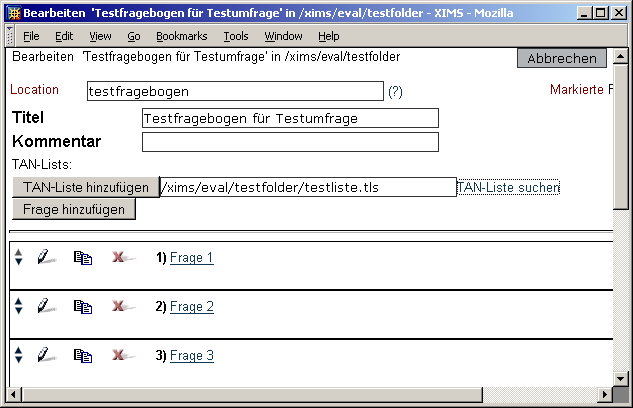 Bearbeiten 'Testfragebogen für Testumfrage' in /xims/eval/testfolder - XIMS - Mozilla
File Edit View Go Bookmarks Tools Window Help
Bearbeiten 'Testfragebogen für Testumfrage' in /xims/eval/testfolder Abbrechen
Location testfragebogen (?) Markierte F
Titel Testfragebogen für Testumfrage
Kommentar
TAN-Lists:
TAN-Liste hinzufügen /xims/eval/testfolder/testliste.tls TAN-Liste suchen
Frage hinzufügen
1) Frage 1
2) Frage 2
3) Frage 3